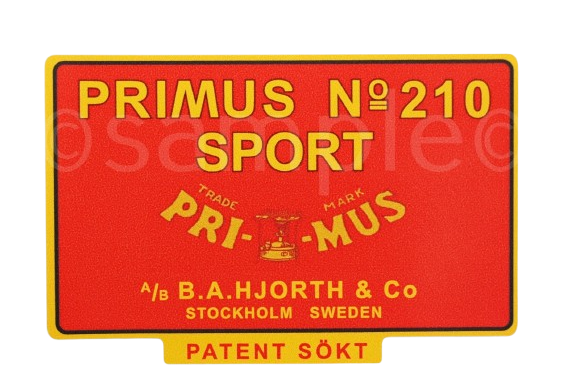 PRIMUS Nº 210
SPORT
©sample©
TRADE MARK
PRI-MUS
A/B B.A.HJORTH & Co
STOCKHOLM SWEDEN
PATENT SÖKT